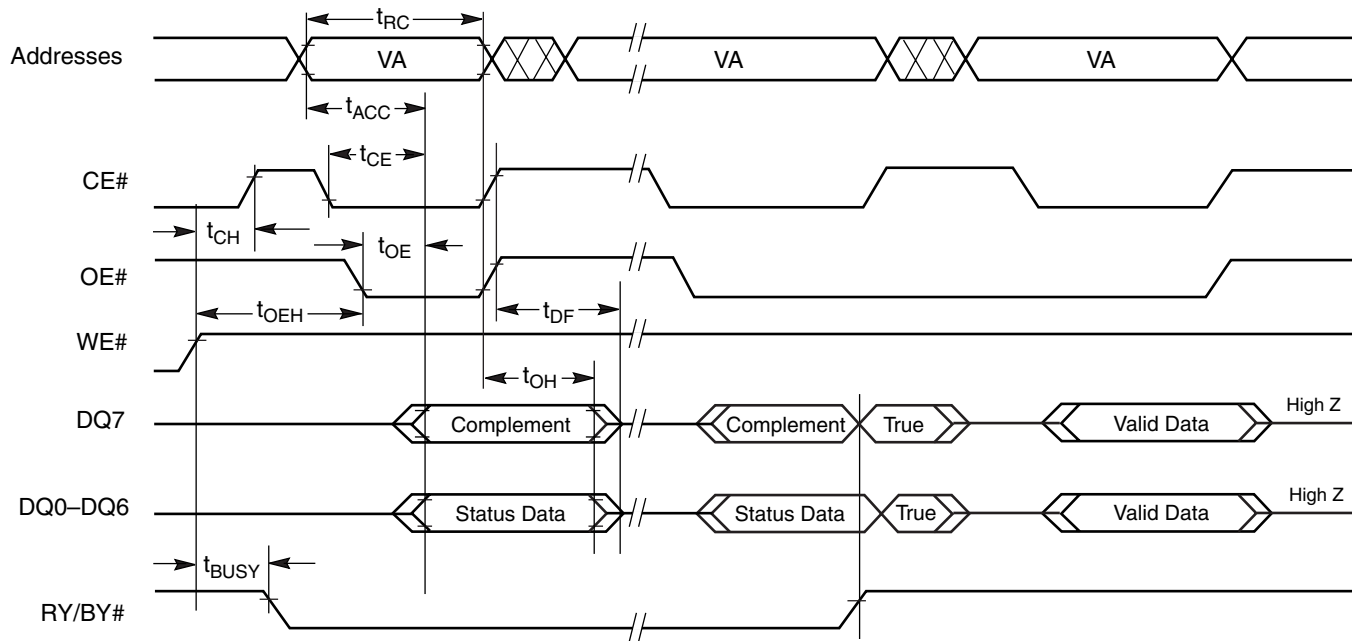 tRC
Addresses VA VA VA
tACC
tCE
CE#
tCH
tOE
OE#
tOEH
tDF
WE#
tOH
DQ7 Complement Complement True Valid Data High Z
DQ0–DQ6 Status Data Status Data True Valid Data High Z
tBUSY
RY/BY#